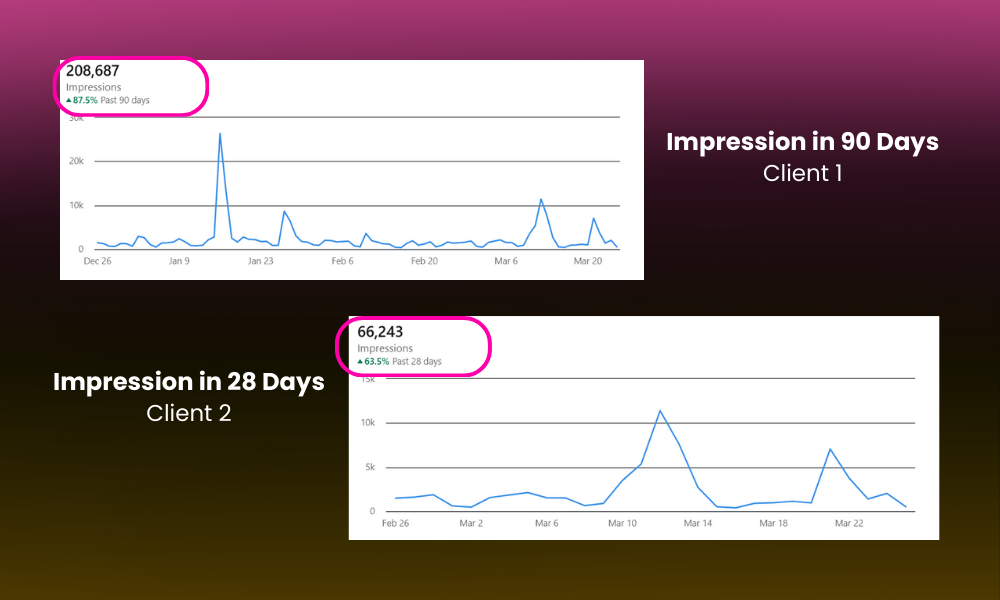 208,687
Impressions
▲87.5% Past 90 days
30k
20k
10k
0
Dec 26 Jan 9 Jan 23 Feb 6 Feb 20 Mar 6 Mar 20
Impression in 90 Days
Client 1
Impression in 28 Days
Client 2
66,243
Impressions
▲63.5% Past 28 days
15k
10k
5k
0
Feb 26 Mar 2 Mar 6 Mar 10 Mar 14 Mar 18 Mar 22